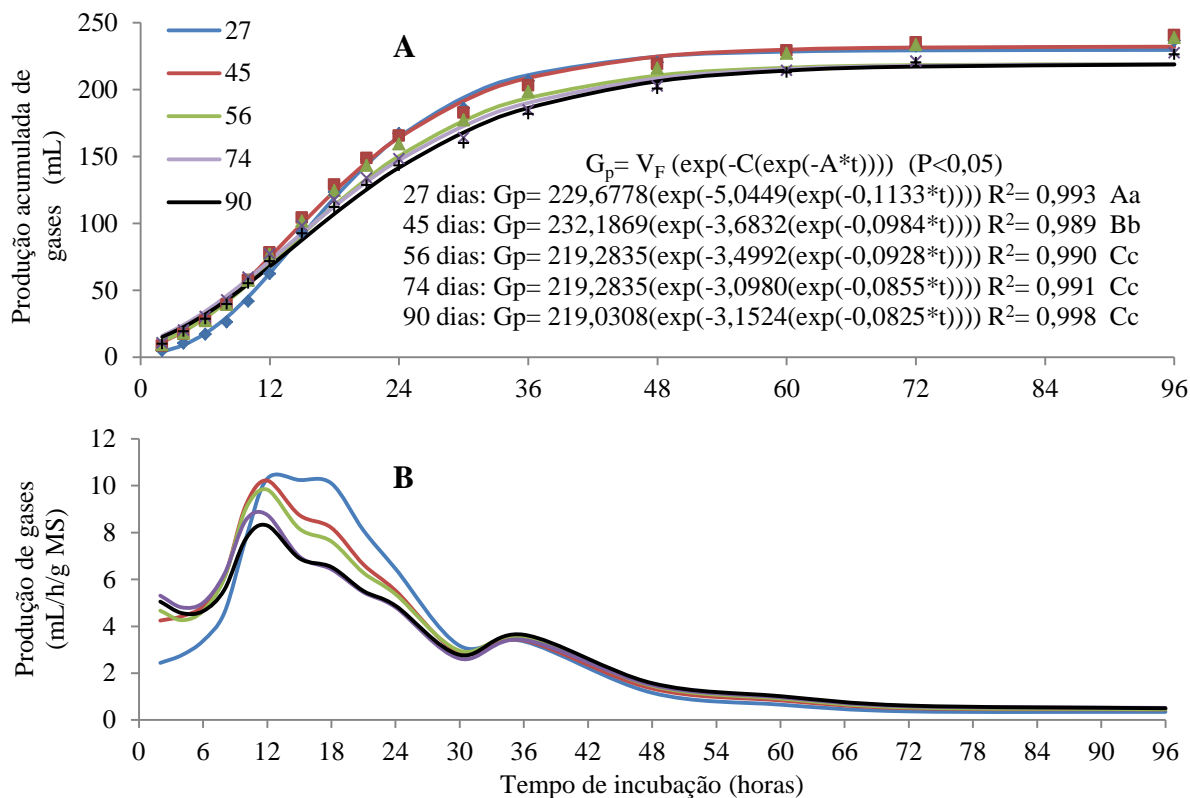 Produção acumulada de
gases (mL)
250
200
150
100
50
0
27
45
56
74
90
A
G_p= V_F (exp(-C(exp(-A*t)))) (P<0,05)
27 dias: Gp= 229,6778(exp(-5,0449(exp(-0,1133*t)))) R²= 0,993 Aa
45 dias: Gp= 232,1869(exp(-3,6832(exp(-0,0984*t)))) R²= 0,989 Bb
56 dias: Gp= 219,2835(exp(-3,4992(exp(-0,0928*t)))) R²= 0,990 Cc
74 dias: Gp= 219,2835(exp(-3,0980(exp(-0,0855*t)))) R²= 0,991 Cc
90 dias: Gp= 219,0308(exp(-3,1524(exp(-0,0825*t)))) R²= 0,998 Cc
0 12 24 36 48 60 72 84 96
Produção de gases
(mL/h/g MS)
12
10
8
6
4
2
0
B
0 6 12 18 24 30 36 42 48 54 60 66 72 78 84 90 96
Tempo de incubação (horas)